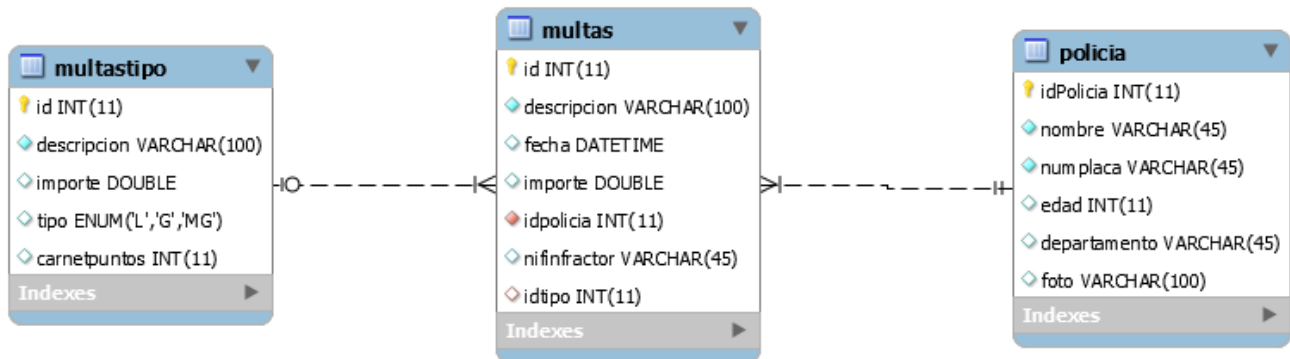 multastipo
id INT(11)
descripcion VARCHAR(100)
importe DOUBLE
tipo ENUM('L','G','MG')
carnetpuntos INT(11)
Indexes
multas
id INT(11)
descripcion VARCHAR(100)
fecha DATETIME
importe DOUBLE
idpolicia INT(11)
nifinfractor VARCHAR(45)
idtipo INT(11)
Indexes
policia
idPolicia INT(11)
nombre VARCHAR(45)
numplaca VARCHAR(45)
edad INT(11)
departamento VARCHAR(45)
foto VARCHAR(100)
Indexes